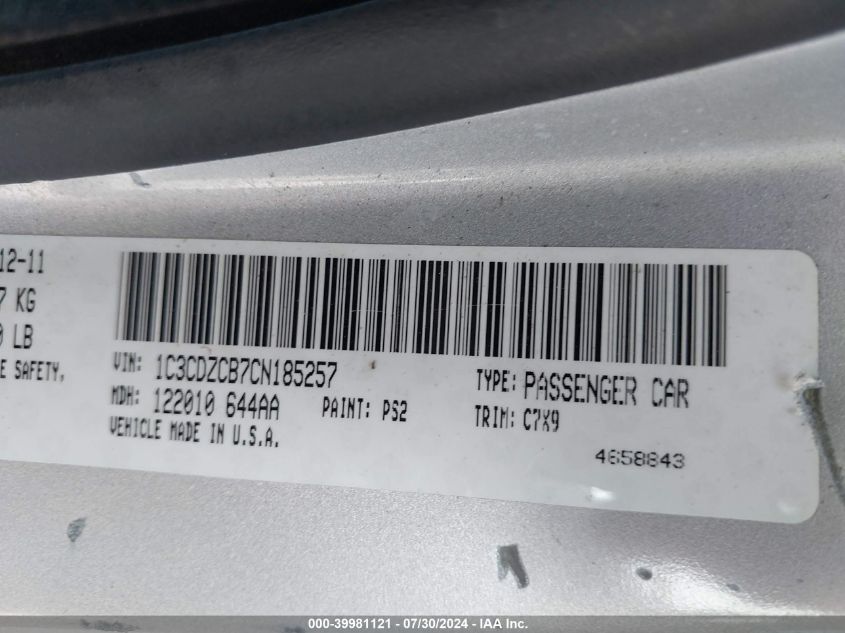 12-11
7 KG
0 LB
E SAFETY,
VIN: 1C3CDZCB7CN185257
TYPE: PASSENGER CAR
MDH: 122010 644AA
PAINT: PS2
TRIM: C7X9
VEHICLE MADE IN U.S.A.
4658843
000-39981121 - 07/30/2024 - IAA Inc.